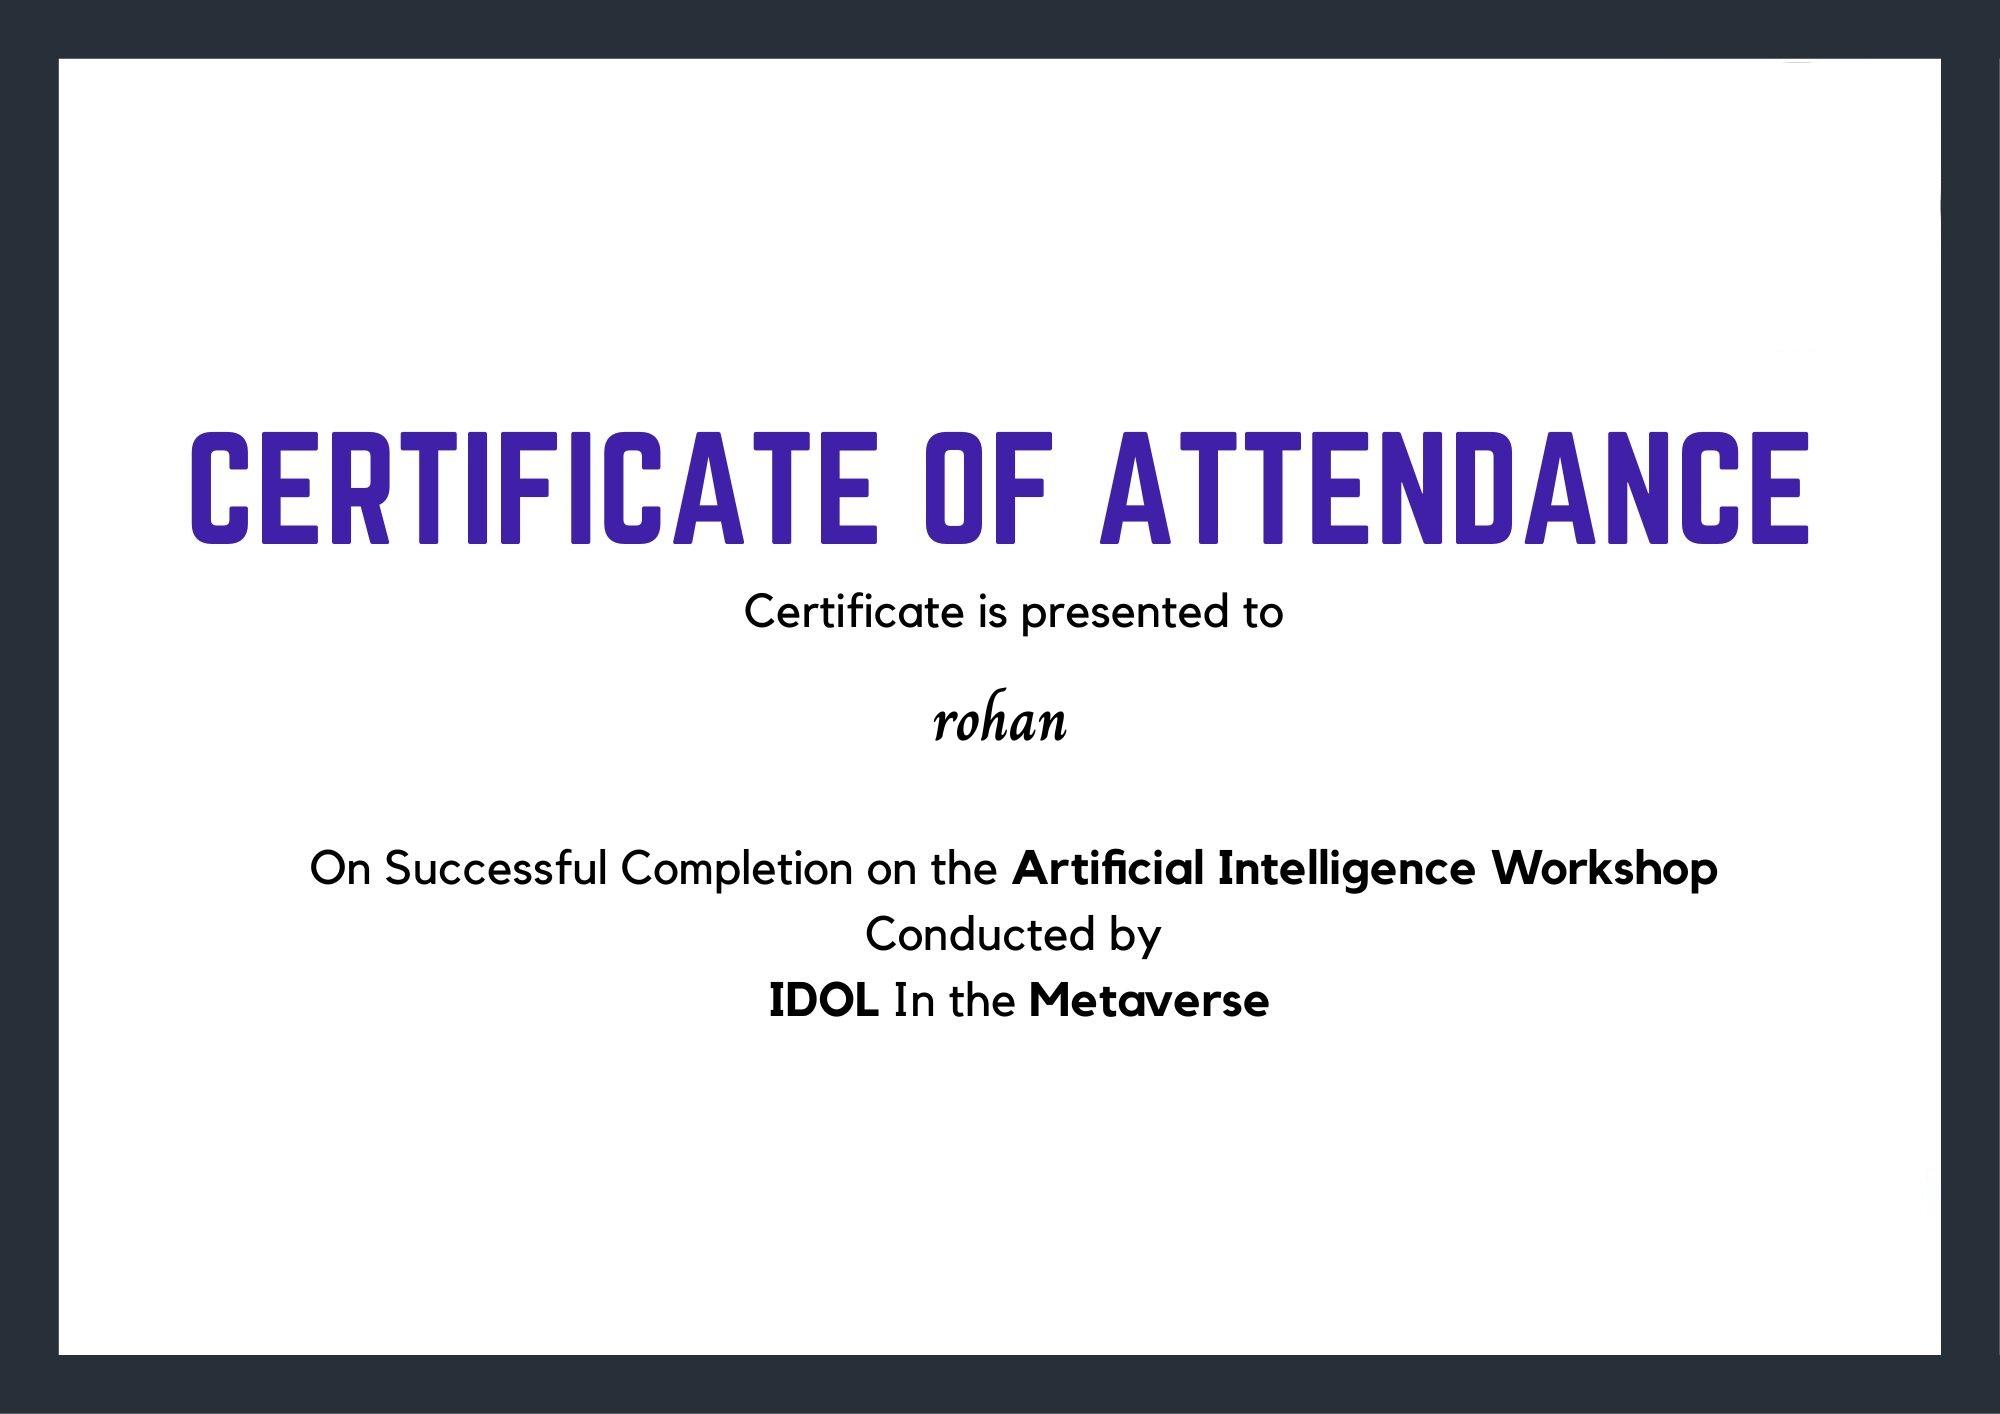 CERTIFICATE OF ATTENDANCE
Certificate is presented to
rohan
On Successful Completion on the Artificial Intelligence Workshop
Conducted by
IDOL In the Metaverse